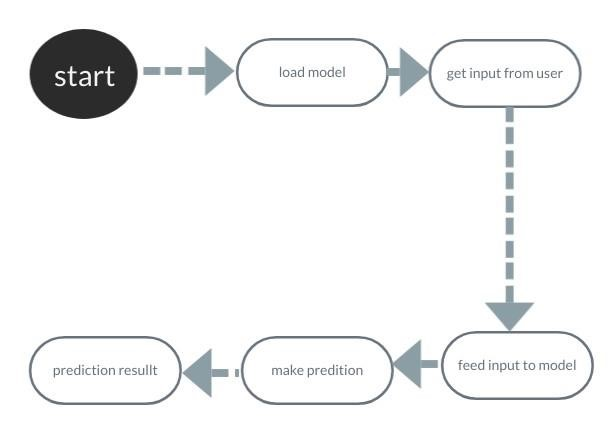 start
load model
get input from user
feed input to model
make predition
prediction resullt